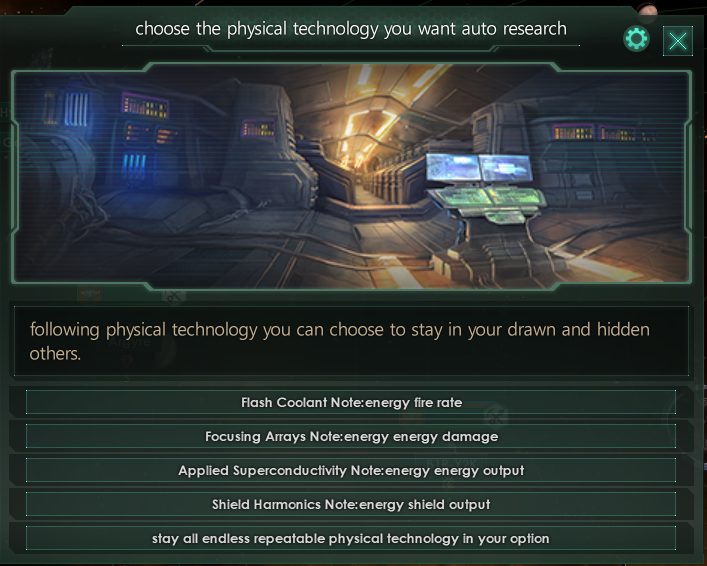 choose the physical technology you want auto research
following physical technology you can choose to stay in your drawn and hidden
others.
Flash Coolant Note:energy fire rate
Focusing Arrays Note:energy energy damage
Applied Superconductivity Note:energy energy output
Shield Harmonics Note:energy shield output
stay all endless repeatable physical technology in your option